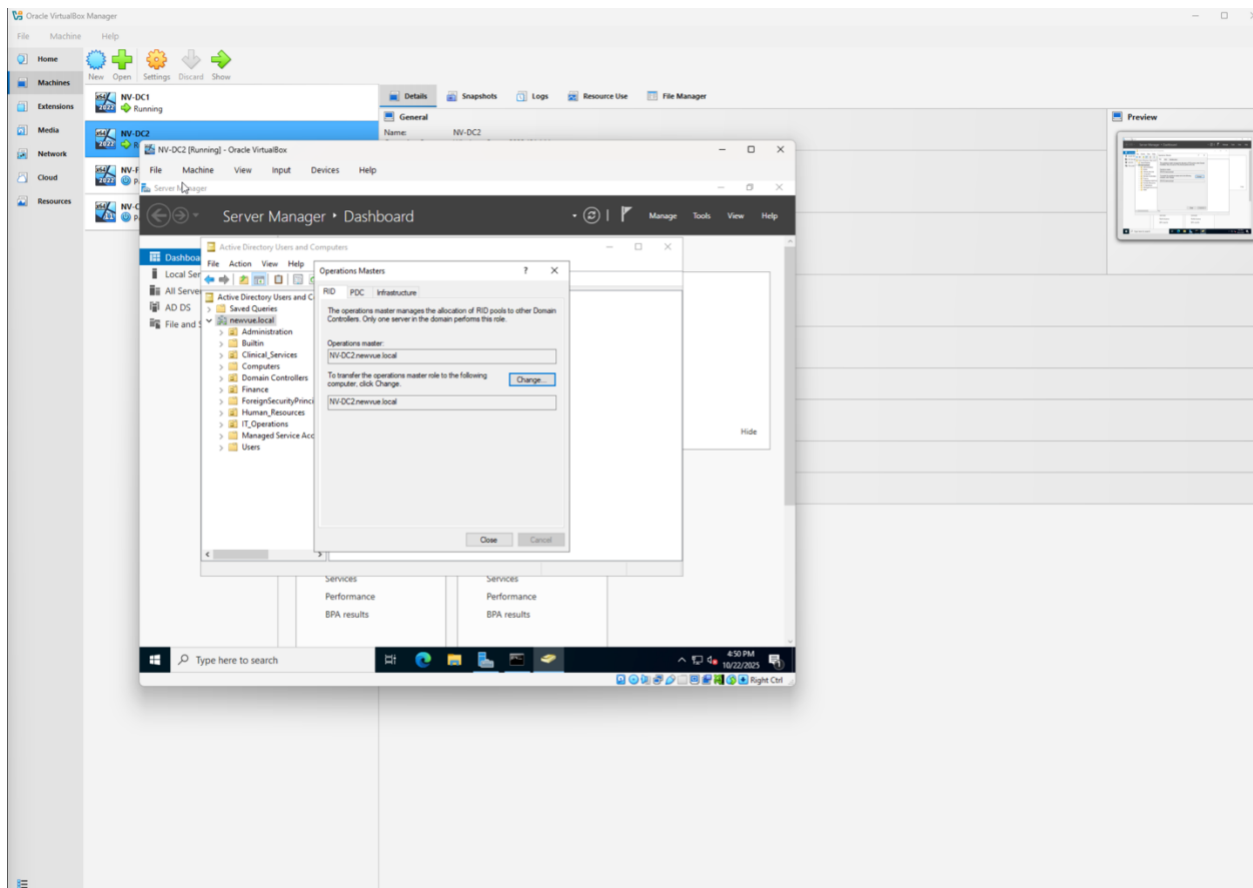 Oracle VirtualBox Manager
File Machine Help
Home
Machines
Extensions
Media
Network
Cloud
Resources
New Open Settings Discard Show
NV-DC1
Running
NV-DC2
Details Snapshots Logs Resource Use File Manager
General
Name: NV-DC2
Preview
NV-DC2 [Running] - Oracle VirtualBox
File Machine View Input Devices Help
Server Manager
Server Manager • Dashboard
Manage Tools View Help
Local Ser
All Server
AD DS
File and S
Active Directory Users and Computers
File Action View Help
Active Directory Users and C
Saved Queries
newvue.local
Administration
Builtin
Clinical_Services
Computers
Domain Controllers
Finance
ForeignSecurityPrinci
Human_Resources
IT_Operations
Managed Service Acc
Users
Operations Masters
RID PDC Infrastructure
The operations master manages the allocation of RID pools to other Domain
Controllers. Only one server in the domain performs this role.
Operations master:
NV-DC2.newvue.local
To transfer the operations master role to the following
computer, click Change.
Change...
NV-DC2.newvue.local
Close Cancel
Hide
Services
Performance
BPA results
Services
Performance
BPA results
Type here to search
4:50 PM
10/22/2025
Right Ctrl